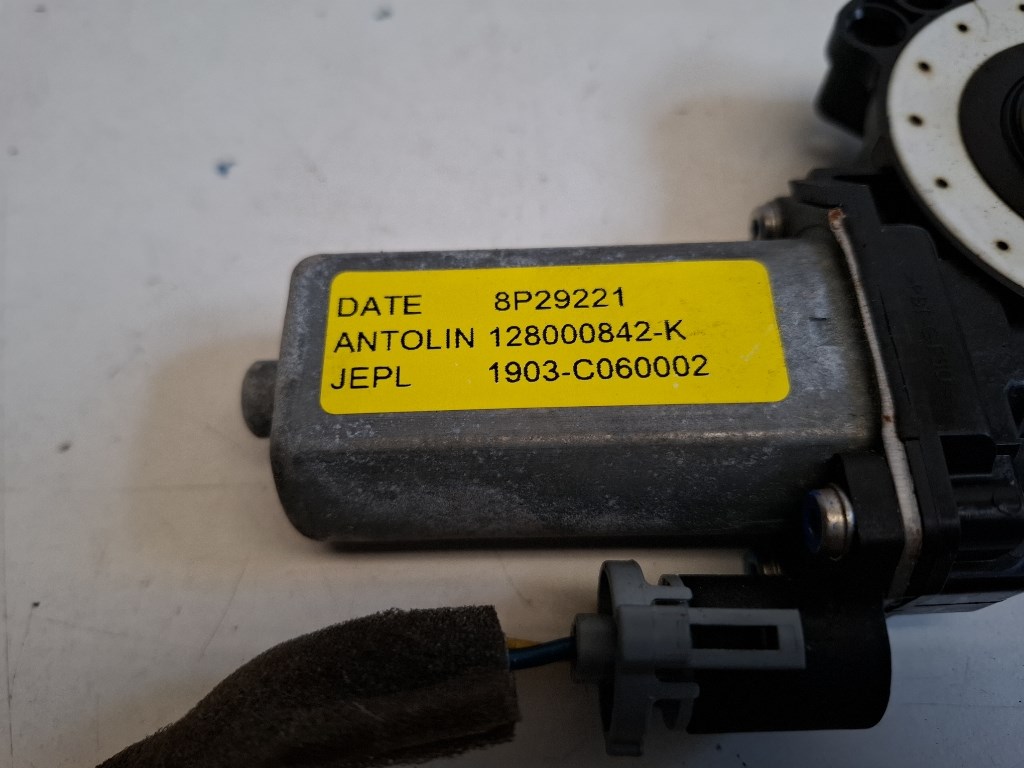 DATE 8P29221
ANTOLIN 128000842-K
JEPL 1903-C060002